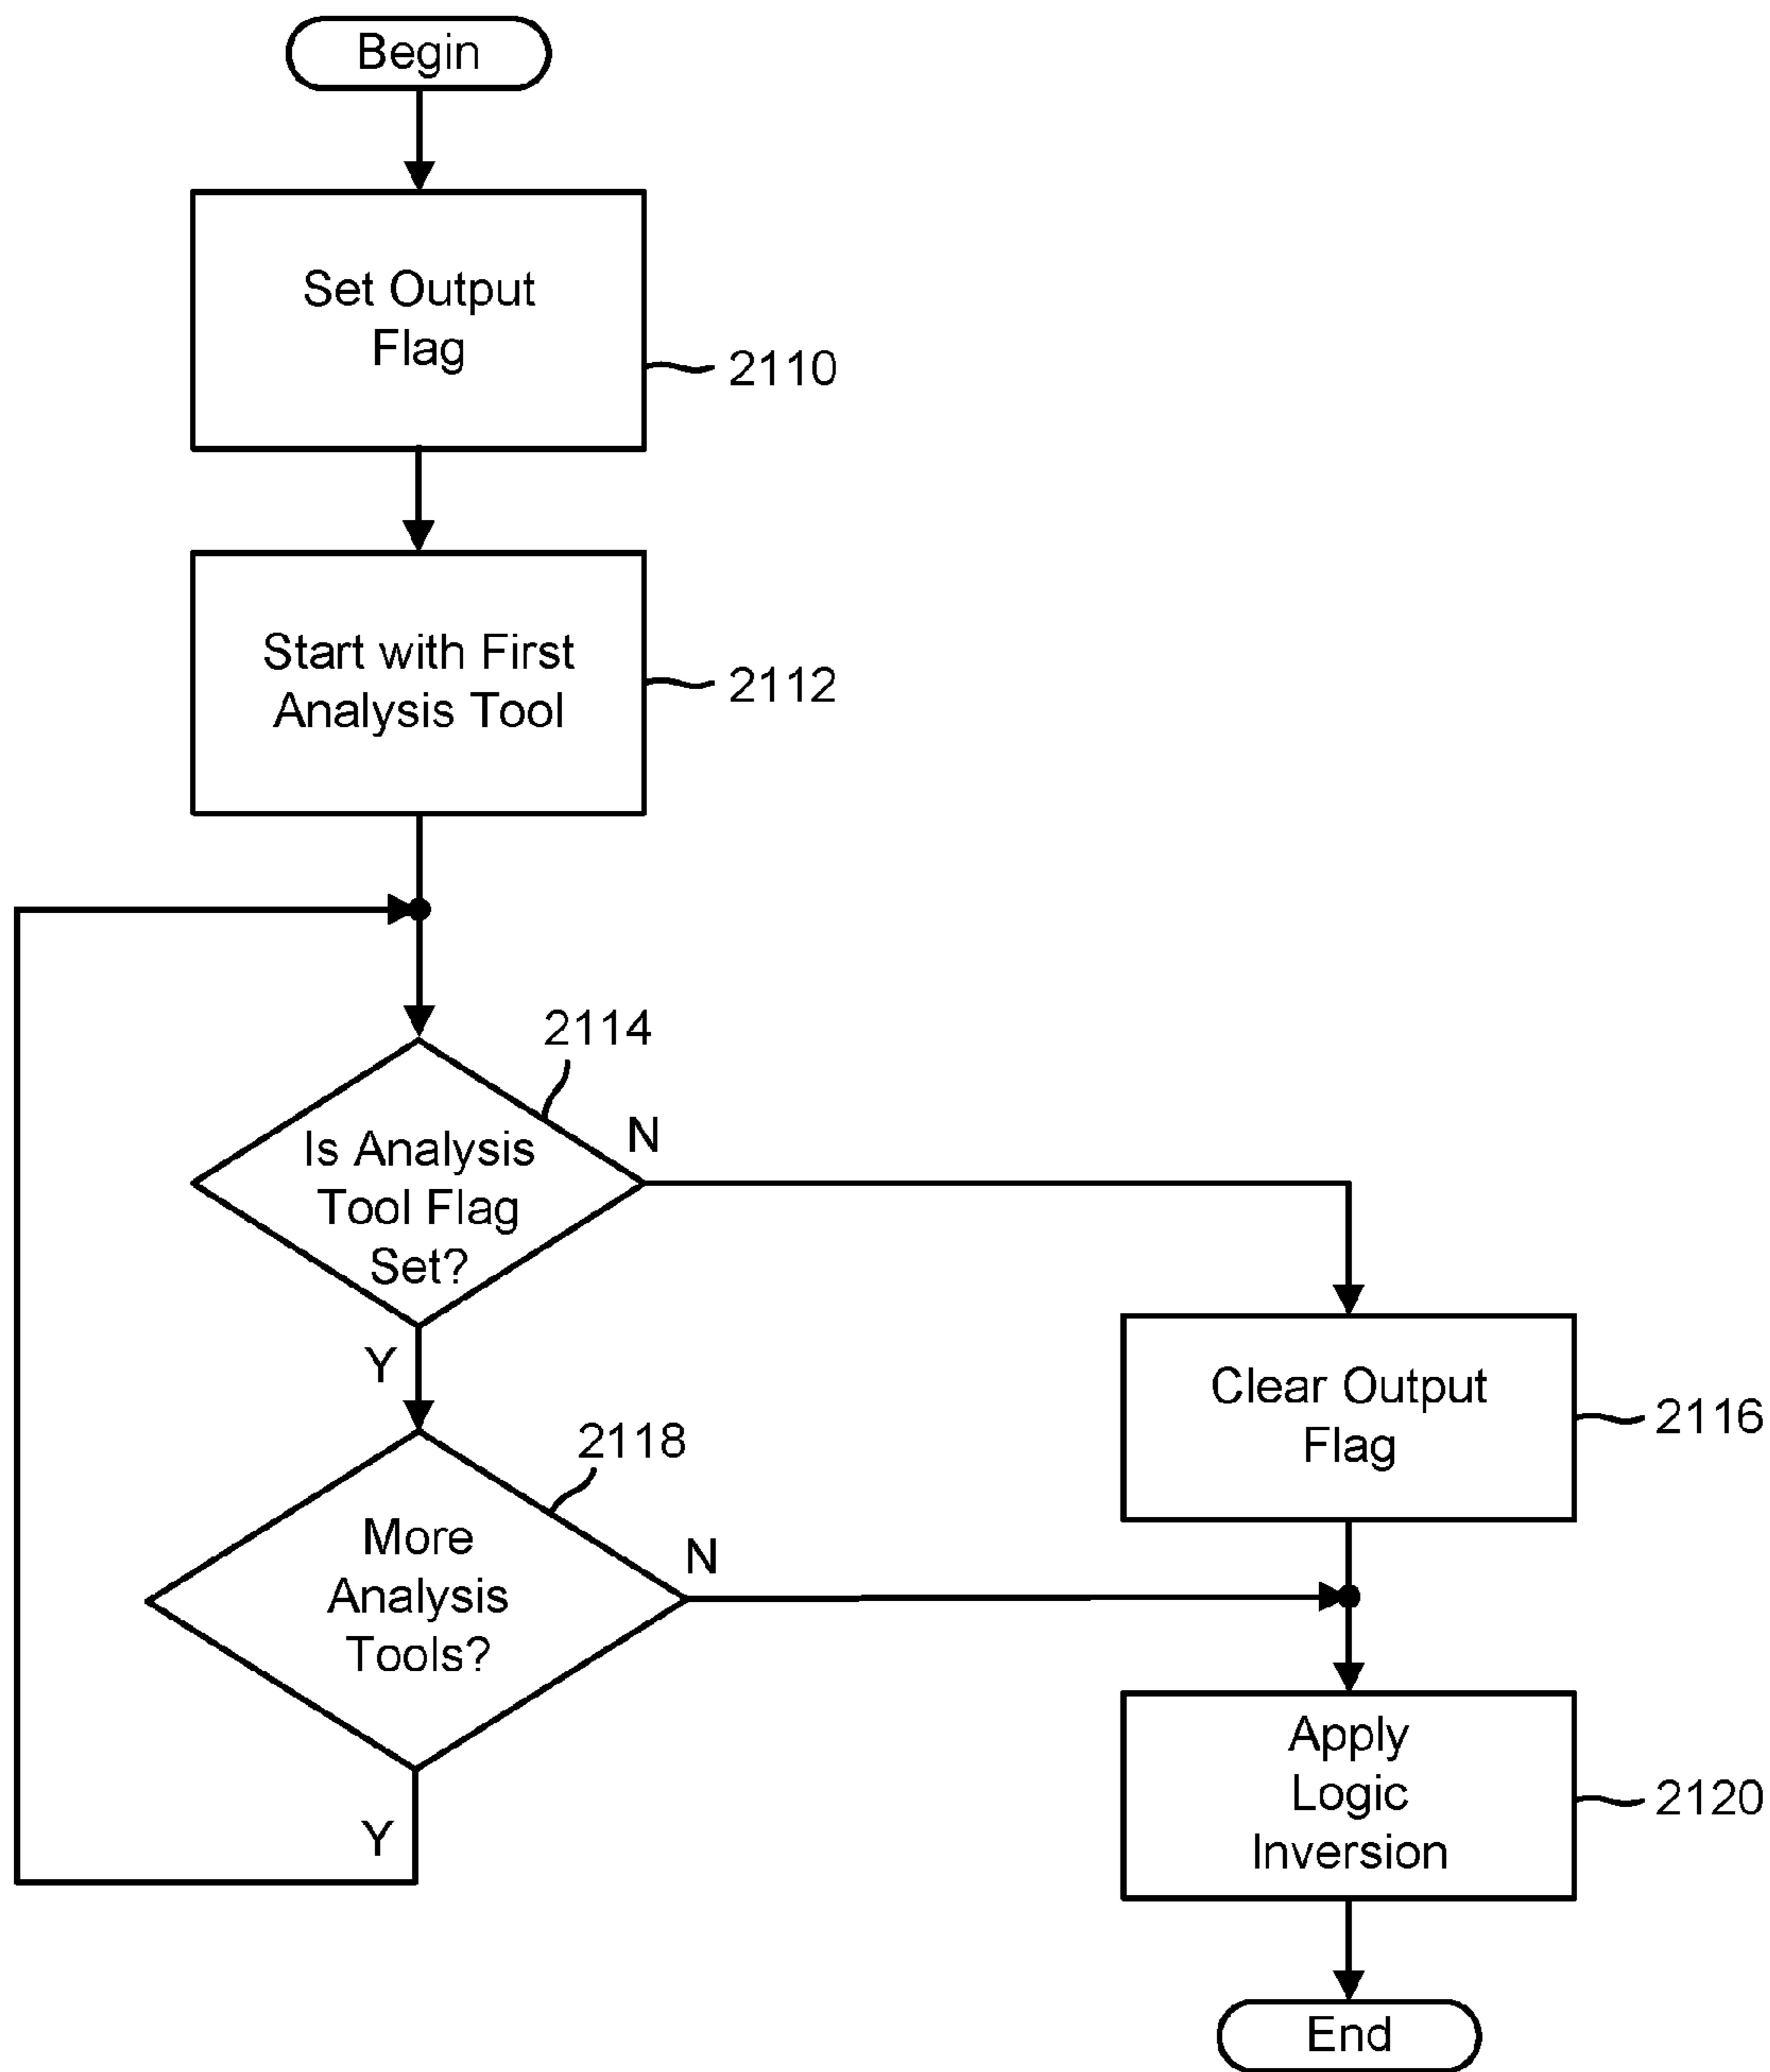 Begin
Set Output
Flag
2110
Start with First
Analysis Tool
2112
2114
Is Analysis
Tool Flag
Set?
N
Y
Clear Output
Flag
2116
2118
More
Analysis
Tools?
N
Y
Apply
Logic
Inversion
2120
End